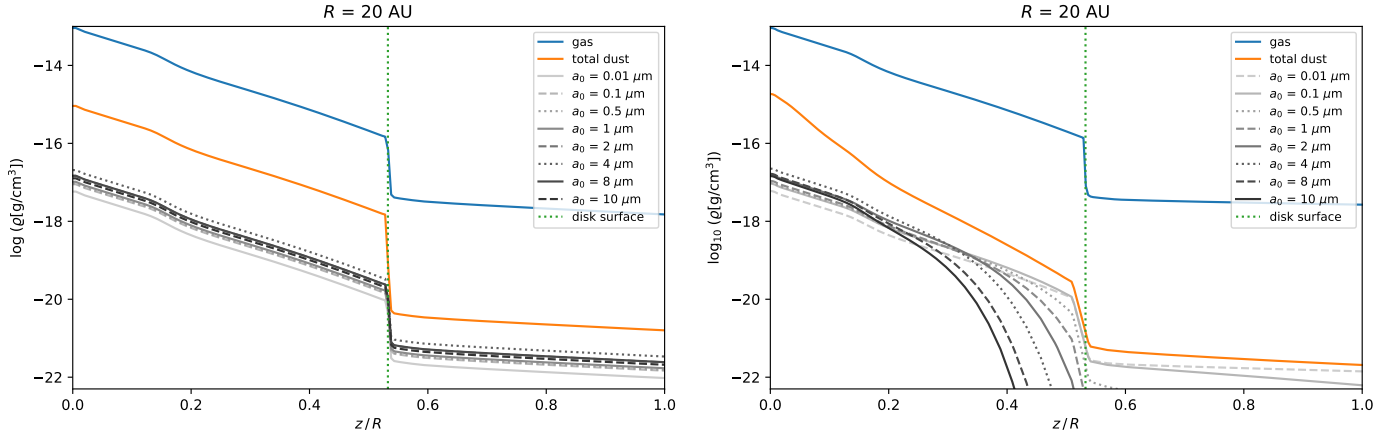 R = 20 AU
log (ϱ[g/cm³])
−14
−16
−18
−20
−22
gas
total dust
a₀ = 0.01 μm
a₀ = 0.1 μm
a₀ = 0.5 μm
a₀ = 1 μm
a₀ = 2 μm
a₀ = 4 μm
a₀ = 8 μm
a₀ = 10 μm
disk surface
0.0 0.2 0.4 0.6 0.8 1.0
z / R
R = 20 AU
log₁₀ (ϱ[g/cm³])
−14
−16
−18
−20
−22
gas
total dust
a₀ = 0.01 μm
a₀ = 0.1 μm
a₀ = 0.5 μm
a₀ = 1 μm
a₀ = 2 μm
a₀ = 4 μm
a₀ = 8 μm
a₀ = 10 μm
disk surface
0.0 0.2 0.4 0.6 0.8 1.0
z / R